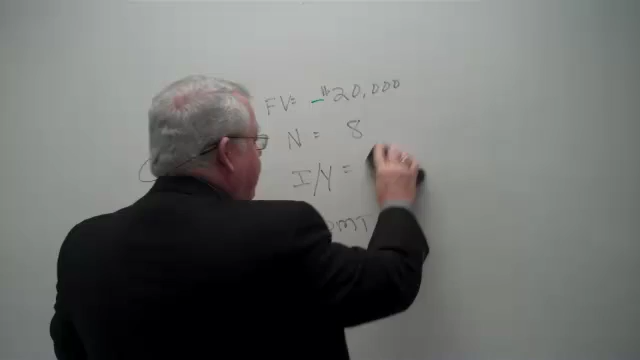 FV= -$20,000
N = 8
I/Y =
PMT